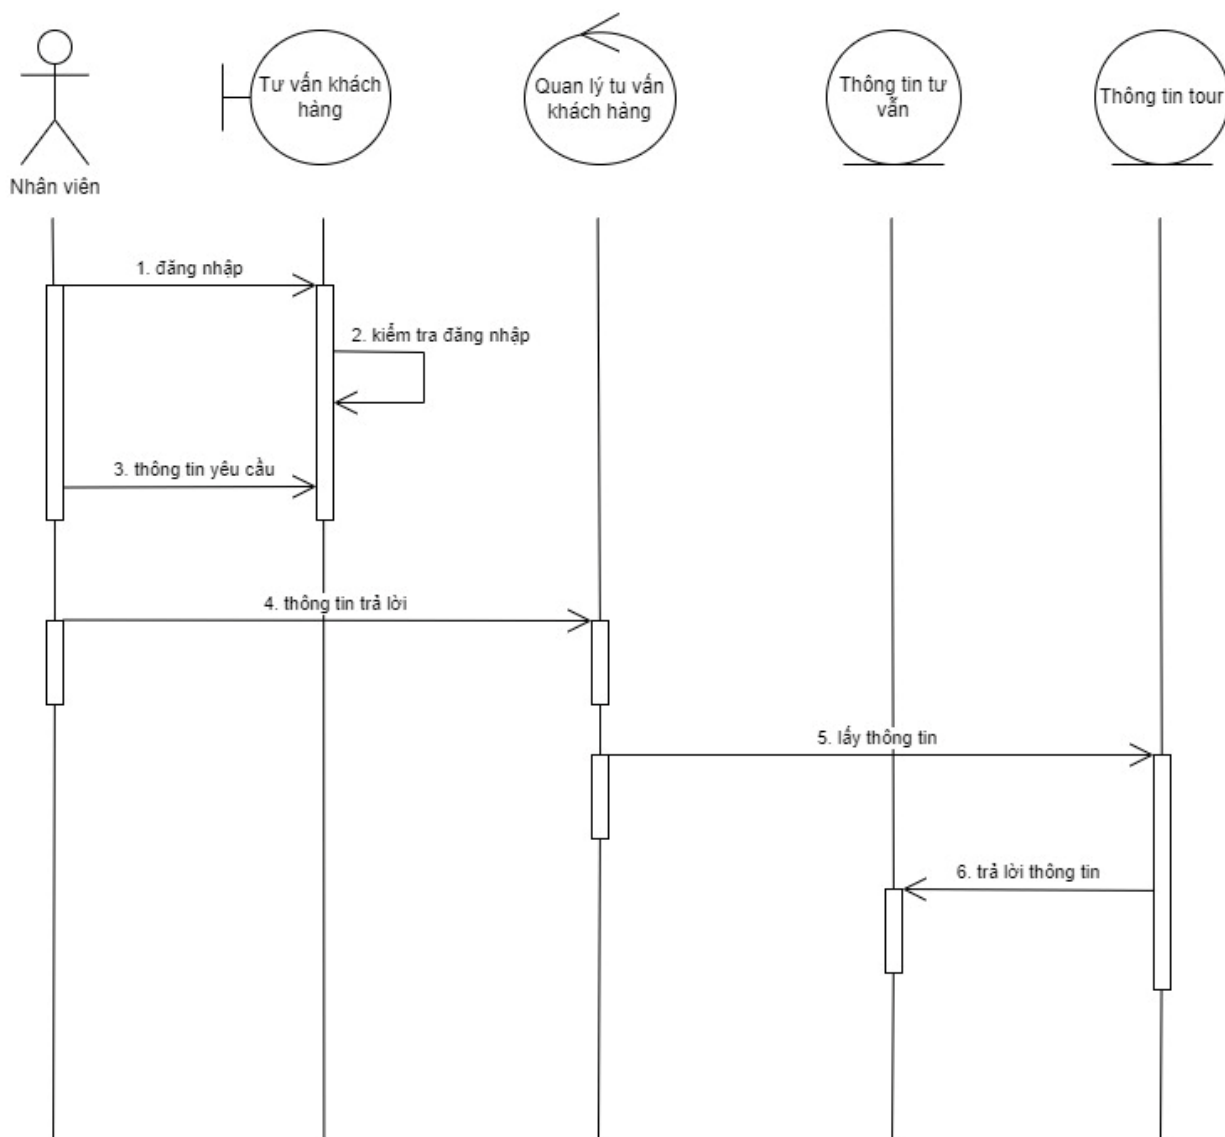 Tư vấn khách
hàng
Quan lý tu vấn
khách hàng
Thông tin tư
vẫn
Thông tin tour
Nhân viên
1. đăng nhập
2. kiểm tra đăng nhập
3. thông tin yêu cầu
4. thông tin trả lời
5. lấy thông tin
6. trả lời thông tin